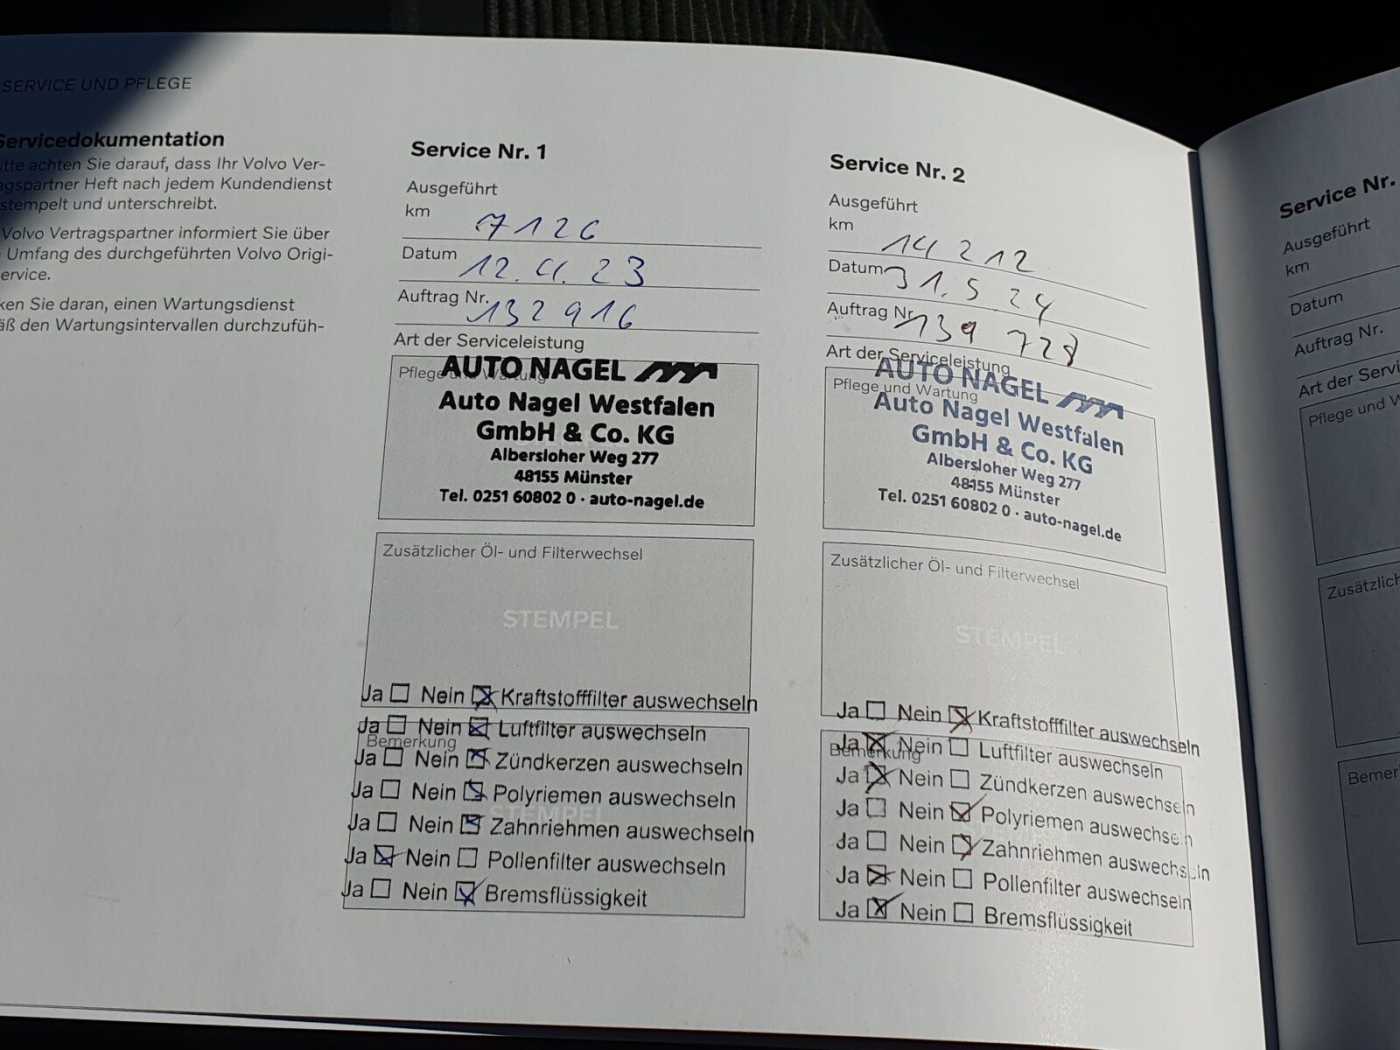 SERVICE UND PFLEGE
Servicedokumentation
itte achten Sie darauf, dass Ihr Volvo Ver-
agspartner Heft nach jedem Kundendienst
stempelt und unterschreibt.
Volvo Vertragspartner informiert Sie über
Umfang des durchgeführten Volvo Origi-
ervice.
ken Sie daran, einen Wartungsdienst
äß den Wartungsintervallen durchzufüh-
Service Nr. 1
Ausgeführt
km 7126
Datum 12.4.23
Auftrag Nr. 132916
Art der Serviceleistung
Pflege und Wartung
AUTO NAGEL
Auto Nagel Westfalen
GmbH & Co. KG
Albersloher Weg 277
48155 Münster
Tel. 0251 60802 0 · auto-nagel.de
Zusätzlicher Öl- und Filterwechsel
STEMPEL
Ja ☐ Nein ☒ Kraftstofffilter auswechseln
Ja ☐ Nein ☒ Luftfilter auswechseln
Bemerkung
Ja ☐ Nein ☒ Zündkerzen auswechseln
Ja ☐ Nein ☒ Polyriemen auswechseln
STEMPEL
Ja ☐ Nein ☒ Zahnriehmen auswechseln
Ja ☒ Nein ☐ Pollenfilter auswechseln
Ja ☐ Nein ☒ Bremsflüssigkeit
Service Nr. 2
Ausgeführt
km 14212
Datum 31.5 24
Auftrag Nr. 139 728
Art der Serviceleistung
Pflege und Wartung
AUTO NAGEL
Auto Nagel Westfalen
GmbH & Co. KG
Albersloher Weg 277
48155 Münster
Tel. 0251 60802 0 · auto-nagel.de
Zusätzlicher Öl- und Filterwechsel
STEMPEL
Ja ☐ Nein ☒ Kraftstofffilter auswechseln
Ja ☒ Nein ☐ Luftfilter auswechseln
Bemerkung
Ja ☒ Nein ☐ Zündkerzen auswechseln
Ja ☐ Nein ☒ Polyriemen auswechseln
Ja ☐ Nein ☒ Zahnriehmen auswechseln
Ja ☒ Nein ☐ Pollenfilter auswechseln
Ja ☒ Nein ☐ Bremsflüssigkeit
Service Nr.
Ausgeführt
km
Datum
Auftrag Nr.
Art der Servi
Pflege und W
Zusätzlich
Bemer